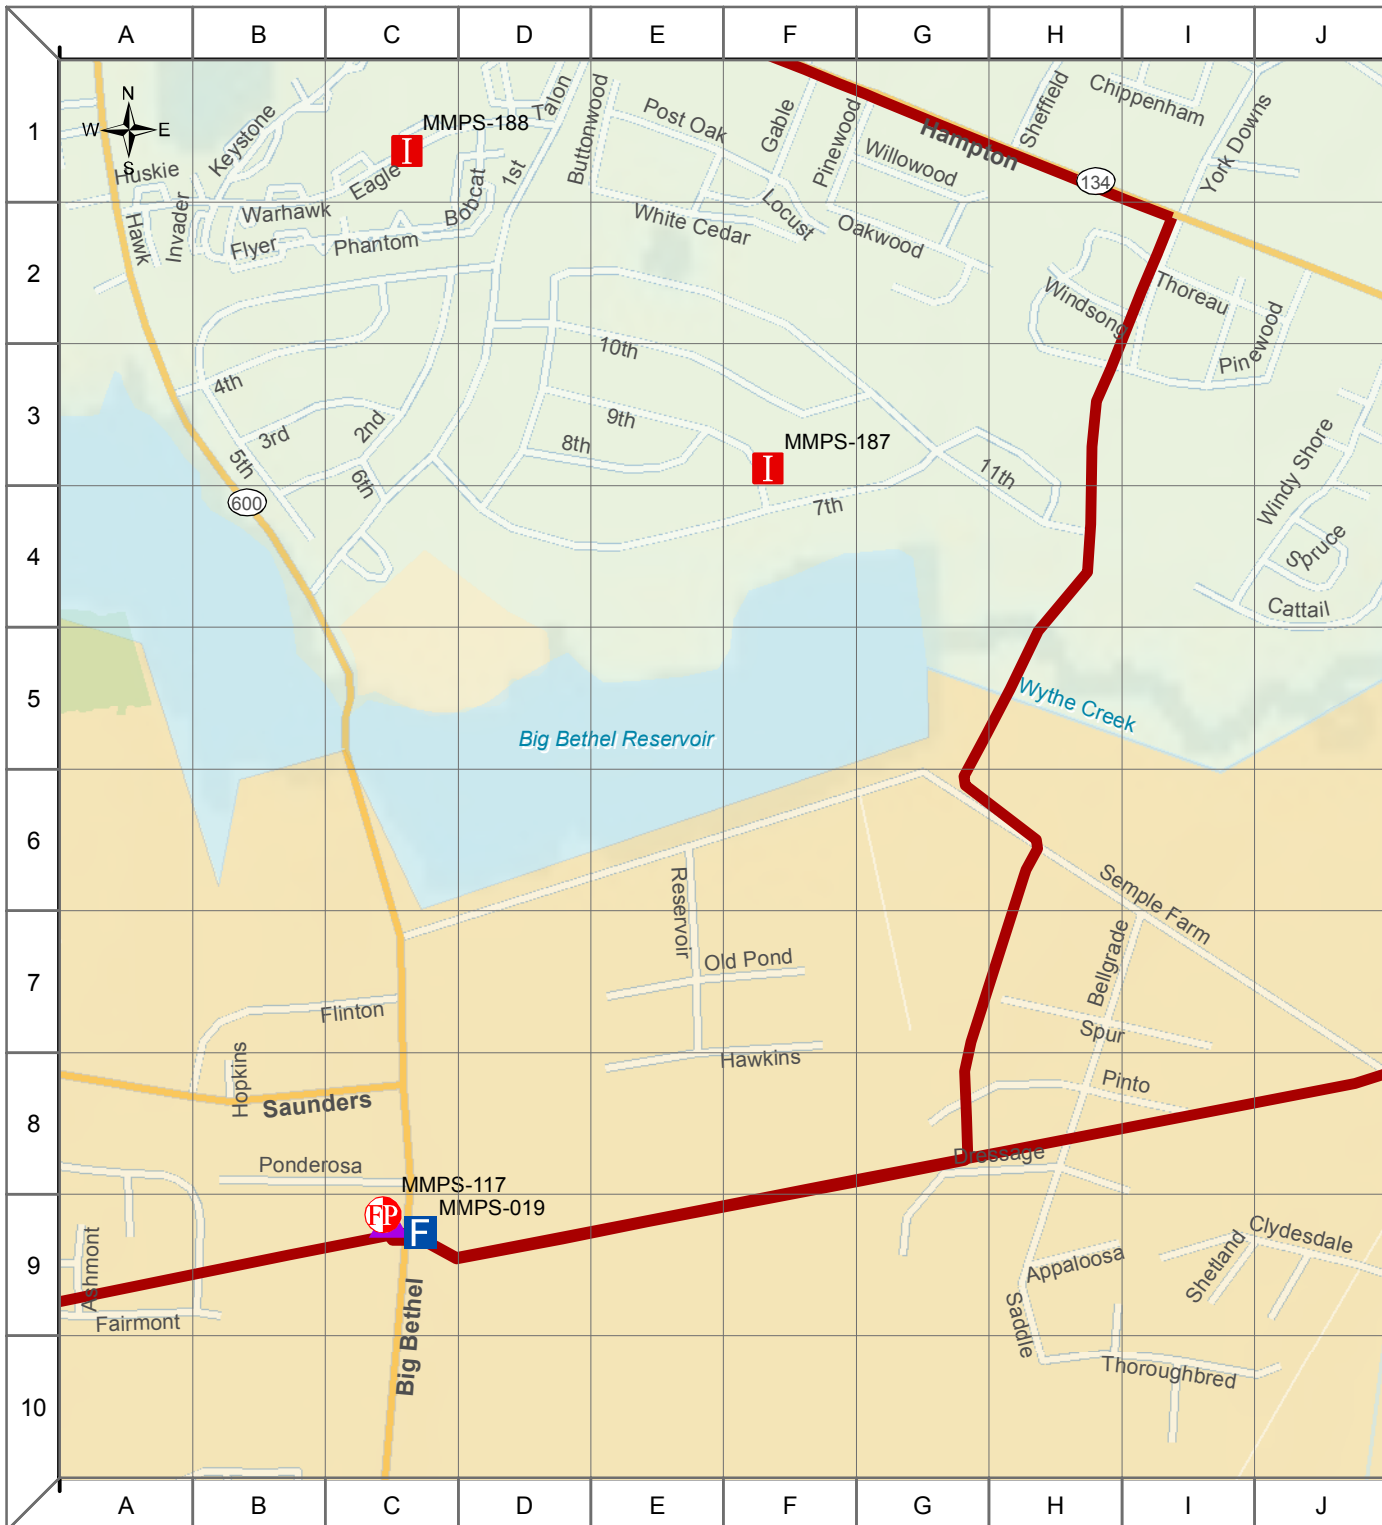 A B C D E F G H I J
1
2
3
4
5
6
7
8
9
10
N
W E
S
Huskie
Keystone
MMPS-188
I
Talon
Buttonwood
Post Oak
Gable
Pinewood
Hampton
Sheffield
Chippenham
York Downs
134
Willowood
Eagle
Bobcat
1st
Hawk
Invader
Warhawk
Flyer
Phantom
White Cedar
Locust
Oakwood
Windsong
Thoreau
Pinewood
10th
4th
9th
3rd
2nd
8th
MMPS-187
I
5th
6th
11th
Windy Shore
600
7th
Spruce
Cattail
Wythe Creek
Big Bethel Reservoir
Reservoir
Semple Farm
Old Pond
Bellgrade
Flinton
Spur
Hawkins
Hopkins
Saunders
Pinto
Ponderosa
Dressage
MMPS-117
FP
MMPS-019
F
Ashmont
Fairmont
Big Bethel
Appaloosa
Shetland
Clydesdale
Saddle
Thoroughbred
A B C D E F G H I J